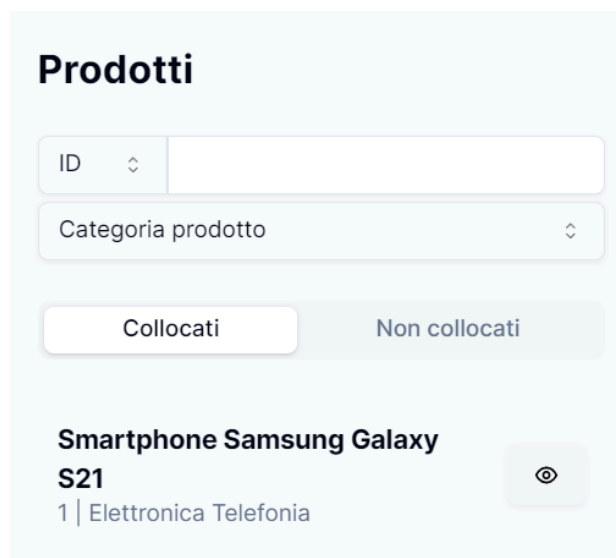 Prodotti
ID
Categoria prodotto
Collocati Non collocati
Smartphone Samsung Galaxy
S21
1 | Elettronica Telefonia